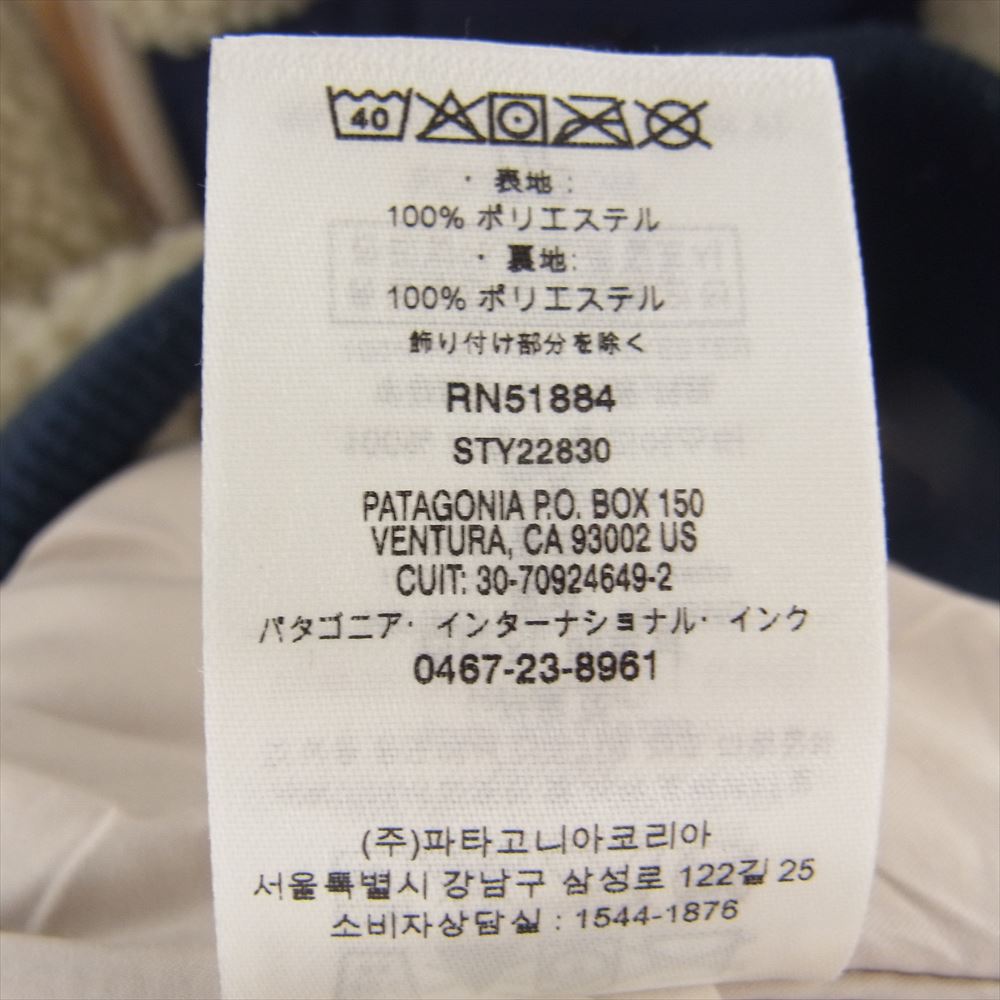 40
・ 表地 :
100% ポリエステル
・ 裏地:
100% ポリエステル
飾り付け部分を除く
RN51884
STY22830
PATAGONIA P.O. BOX 150
VENTURA, CA 93002 US
CUIT: 30-70924649-2
パタゴニア・ インターナショナル・ インク
0467-23-8961
(주)파타고니아코리아
서울특별시 강남구 삼성로 122길 25
소비자상담실 : 1544-1876